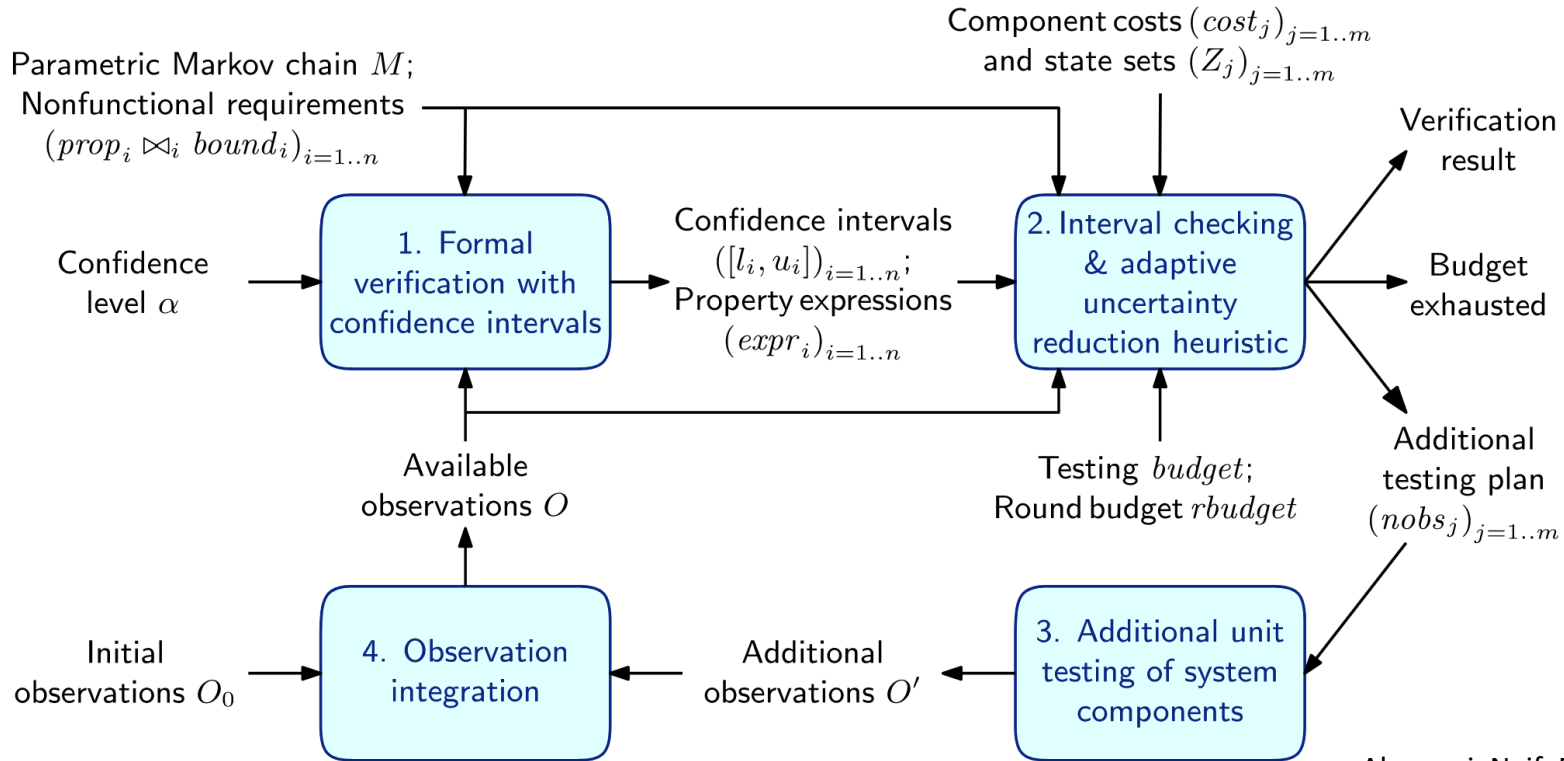 Component costs (cost_j)_{j=1..m}
and state sets (Z_j)_{j=1..m}
Parametric Markov chain M;
Nonfunctional requirements
(prop_i ⋈_i bound_i)_{i=1..n}
Verification
result
Confidence
level α
1. Formal
verification with
confidence intervals
Confidence intervals
([l_i, u_i])_{i=1..n};
Property expressions
(expr_i)_{i=1..n}
2. Interval checking
& adaptive
uncertainty
reduction heuristic
Budget
exhausted
Available
observations O
Testing budget;
Round budget rbudget
Additional
testing plan
(nobs_j)_{j=1..m}
Initial
observations O_0
4. Observation
integration
Additional
observations O′
3. Additional unit
testing of system
components